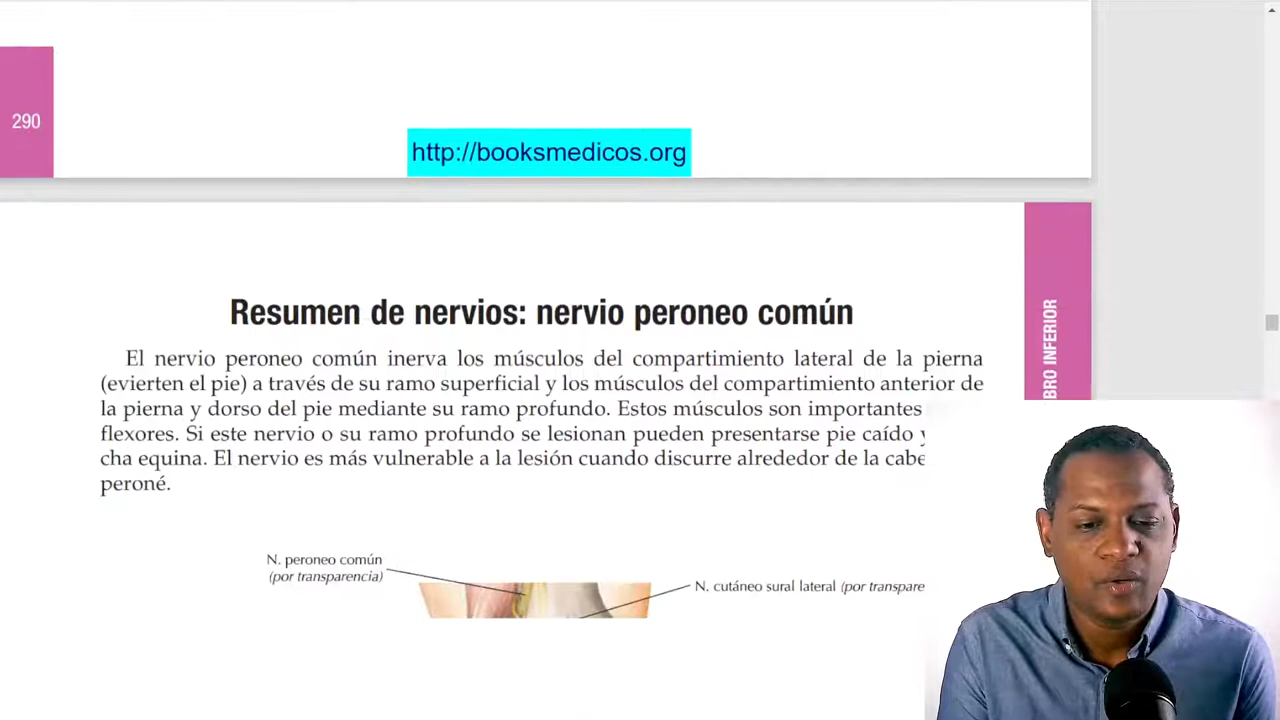 290
http://booksmedicos.org
Resumen de nervios: nervio peroneo común
BRO INFERIOR
El nervio peroneo común inerva los músculos del compartimiento lateral de la pierna
(evierten el pie) a través de su ramo superficial y los músculos del compartimiento anterior de
la pierna y dorso del pie mediante su ramo profundo. Estos músculos son importantes
flexores. Si este nervio o su ramo profundo se lesionan pueden presentarse pie caído y
cha equina. El nervio es más vulnerable a la lesión cuando discurre alrededor de la cabe
peroné.
N. peroneo común
(por transparencia)
N. cutáneo sural lateral (por transpare